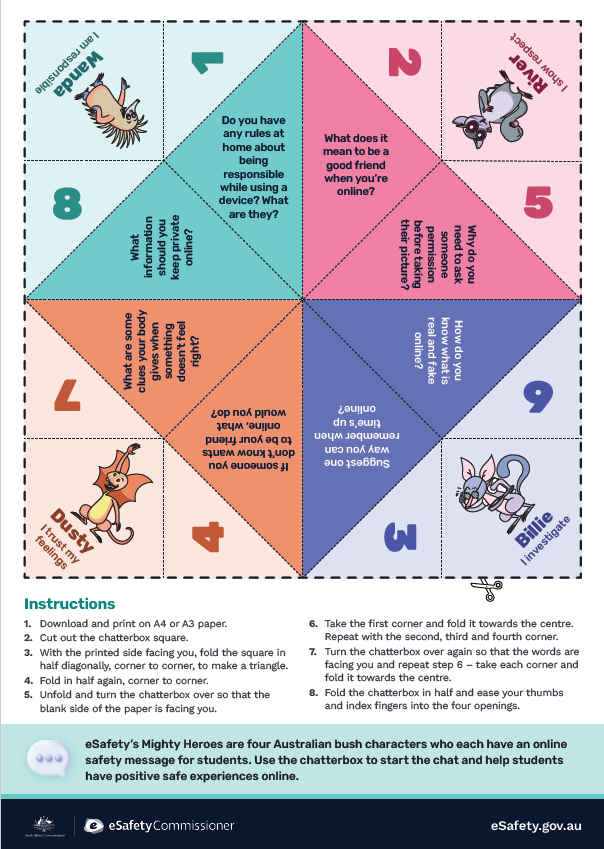 I am responsible
Wanda
1
Do you have
any rules at
home about
being
responsible
while using a
device? What
are they?
2
What does it
mean to be a
good friend
when you're
online?
River
I show respect
8
What
information
should you
keep private
online?
5
Why do you
need to ask
someone
permission
before taking
their picture?
7
What are some
clues your body
gives when
something
doesn't feel
right?
6
How do you
know what is
real and fake
online?
Dusty
I trust my
feelings
4
If someone you
don't know wants
to be your friend
online, what
would you do?
3
Suggest one
way you can
remember when
time's up
online?
Billie
I investigate
Instructions
1. Download and print on A4 or A3 paper.
2. Cut out the chatterbox square.
3. With the printed side facing you, fold the square in
half diagonally, corner to corner, to make a triangle.
4. Fold in half again, corner to corner.
5. Unfold and turn the chatterbox over so that the
blank side of the paper is facing you.
6. Take the first corner and fold it towards the centre.
Repeat with the second, third and fourth corner.
7. Turn the chatterbox over again so that the words are
facing you and repeat step 6 – take each corner and
fold it towards the centre.
8. Fold the chatterbox in half and ease your thumbs
and index fingers into the four openings.
eSafety's Mighty Heroes are four Australian bush characters who each have an online
safety message for students. Use the chatterbox to start the chat and help students
have positive safe experiences online.
eSafetyCommissioner
eSafety.gov.au